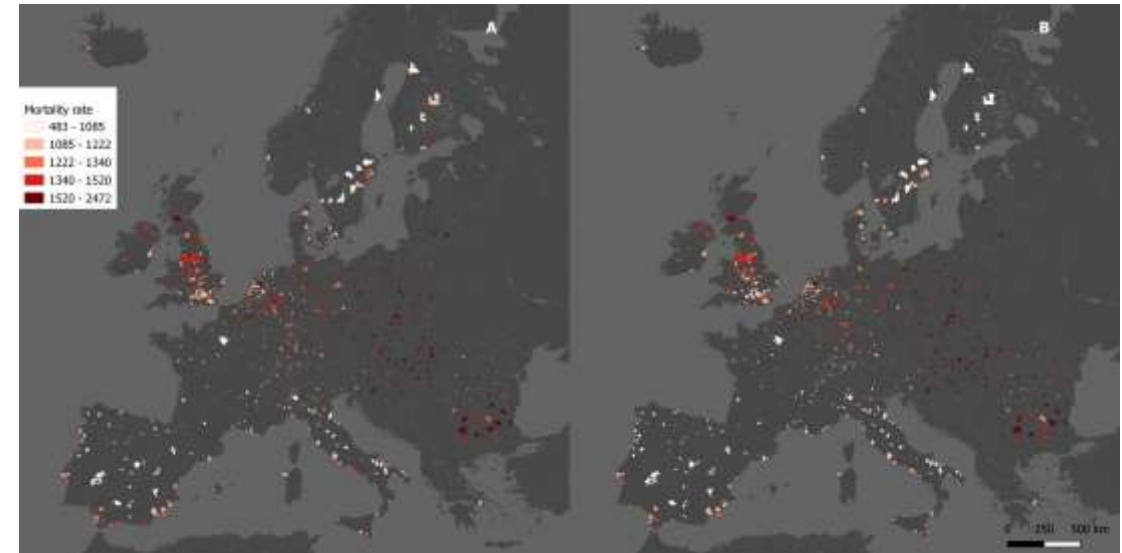 A
B
Mortality rate
483 - 1085
1085 - 1222
1222 - 1340
1340 - 1520
1520 - 2472
0 250 500 km